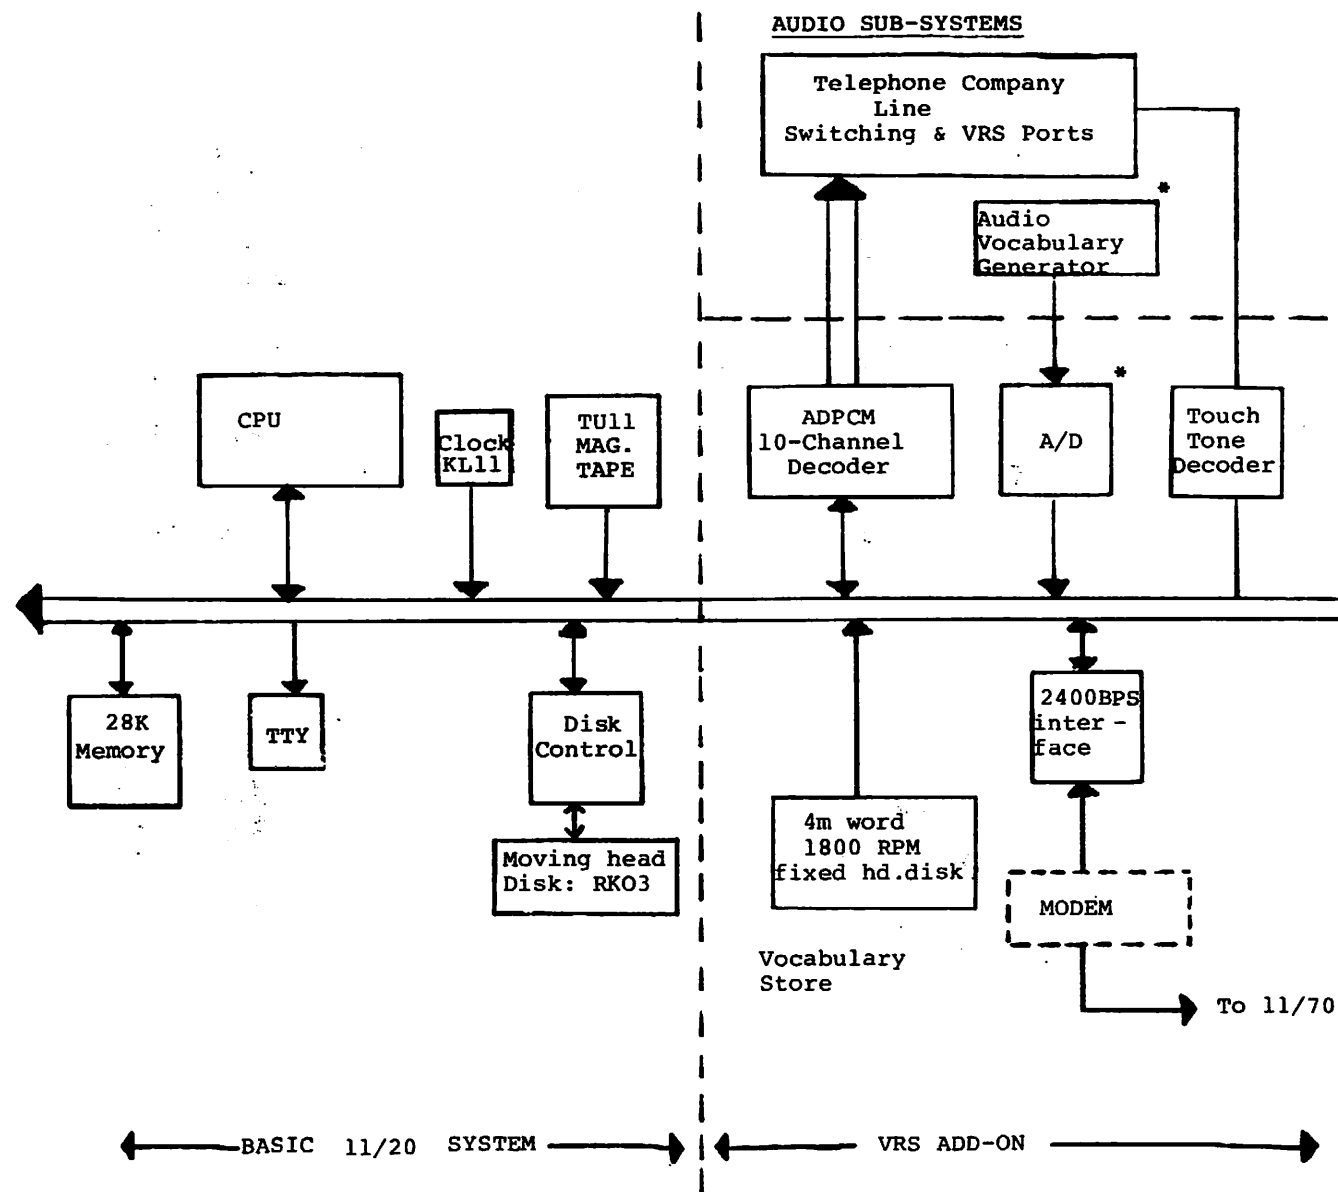 AUDIO SUB-SYSTEMS
Telephone Company
Line
Switching & VRS Ports
*
Audio
Vocabulary
Generator
*
CPU
Clock
KL11
TU11
MAG.
TAPE
ADPCM
10-Channel
Decoder
A/D
Touch
Tone
Decoder
28K
Memory
TTY
Disk
Control
2400BPS
inter-
face
Moving head
Disk: RKO3
4m word
1800 RPM
fixed hd.disk
MODEM
Vocabulary
Store
To 11/70
BASIC 11/20 SYSTEM
VRS ADD-ON